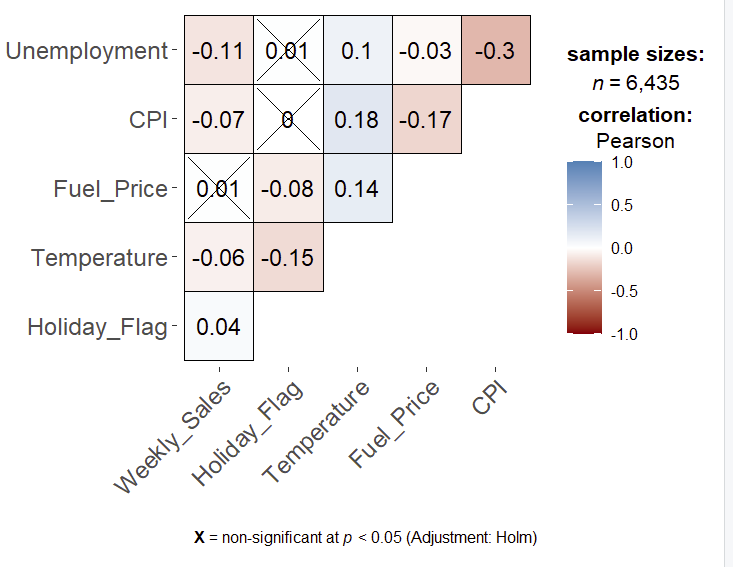 Unemployment -0.11 0.01 0.1 -0.03 -0.3
CPI -0.07 0 0.18 -0.17
Fuel_Price 0.01 -0.08 0.14
Temperature -0.06 -0.15
Holiday_Flag 0.04
Weekly_Sales Holiday_Flag Temperature Fuel_Price CPI
sample sizes:
n = 6,435
correlation:
Pearson
1.0
0.5
0.0
-0.5
-1.0
X = non-significant at p < 0.05 (Adjustment: Holm)